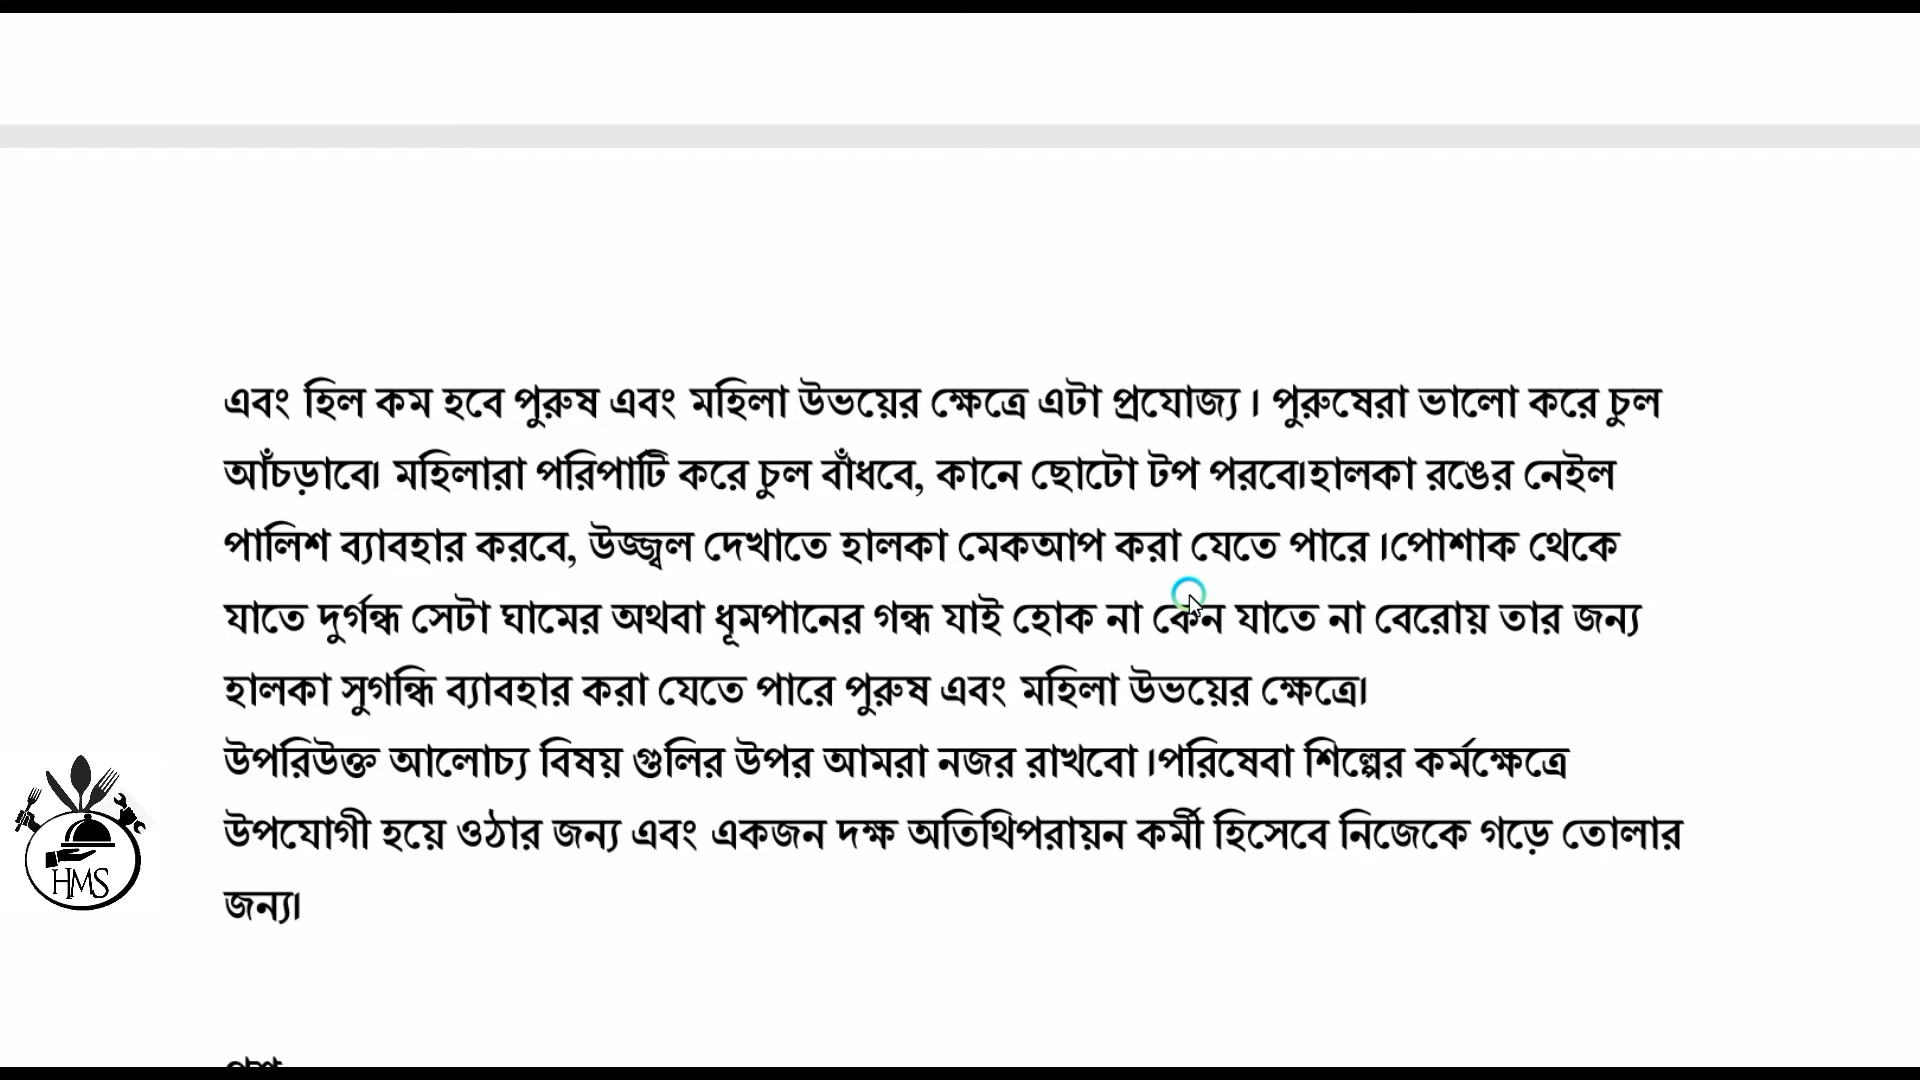 এবং হিল কম হবে পুরুষ এবং মহিলা উভয়ের ক্ষেত্রে এটা প্রযোজ্য। পুরুষেরা ভালো করে চুল
আঁচড়াবে৷ মহিলারা পরিপাটি করে চুল বাঁধবে, কানে ছোটো টপ পরবে৷হালকা রঙের নেইল
পালিশ ব্যাবহার করবে, উজ্জ্বল দেখাতে হালকা মেকআপ করা যেতে পারে।পোশাক থেকে
যাতে দুর্গন্ধ সেটা ঘামের অথবা ধূমপানের গন্ধ যাই হোক না কেন যাতে না বেরোয় তার জন্য
হালকা সুগন্ধি ব্যাবহার করা যেতে পারে পুরুষ এবং মহিলা উভয়ের ক্ষেত্রে৷
উপরিউক্ত আলোচ্য বিষয় গুলির উপর আমরা নজর রাখবো।পরিষেবা শিল্পের কর্মক্ষেত্রে
উপযোগী হয়ে ওঠার জন্য এবং একজন দক্ষ অতিথিপরায়ন কর্মী হিসেবে নিজেকে গড়ে তোলার
জন্য৷
HMS